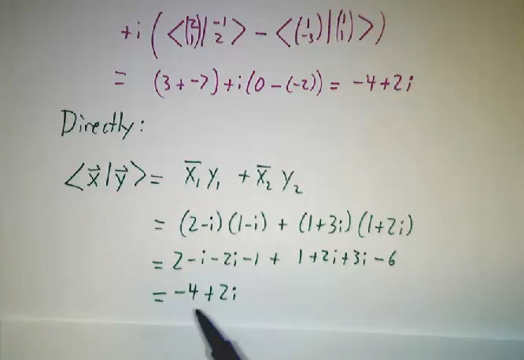 +i(⟨(2 1)|(-1 2)⟩ - ⟨(1 -3)|(1 1)⟩)
= (3+-7)+i(0-(-2)) = -4+2i
Directly:
⟨x⃗|y⃗⟩ = x̅₁y₁ + x̅₂y₂
= (2-i)(1-i) + (1+3i)(1+2i)
= 2-i-2i-1 + 1+2i+3i-6
= -4+2i